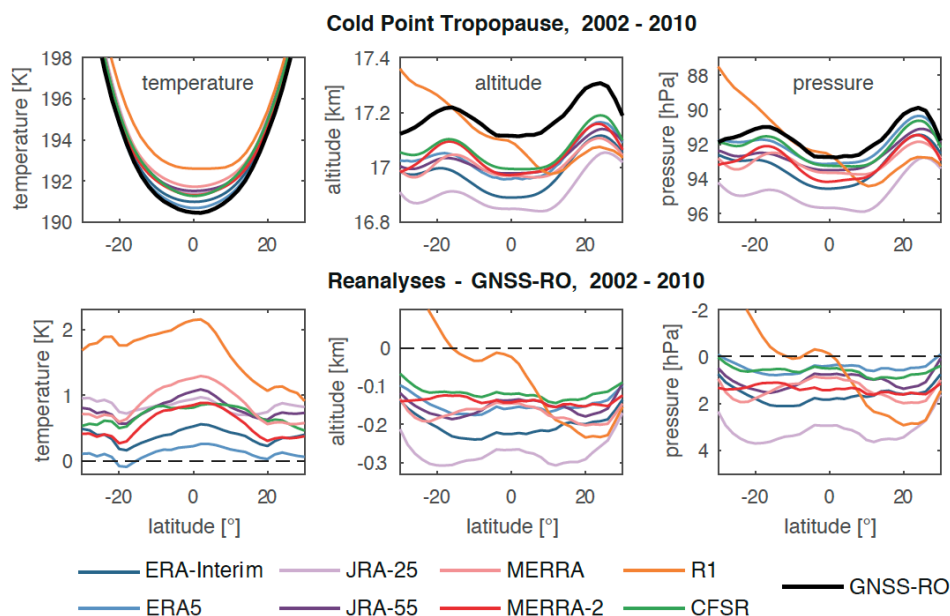 Cold Point Tropopause, 2002 - 2010
temperature [K]
198
196
194
192
190
temperature
-20
0
20
altitude [km]
17.4
17.2
17
16.8
altitude
-20
0
20
pressure [hPa]
88
90
92
94
96
pressure
-20
0
20
Reanalyses - GNSS-RO, 2002 - 2010
temperature [K]
2
1
0
-20
0
20
latitude [°]
altitude [km]
0
-0.1
-0.2
-0.3
-20
0
20
latitude [°]
pressure [hPa]
-2
0
2
4
-20
0
20
latitude [°]
ERA-Interim
JRA-25
MERRA
R1
GNSS-RO
ERA5
JRA-55
MERRA-2
CFSR